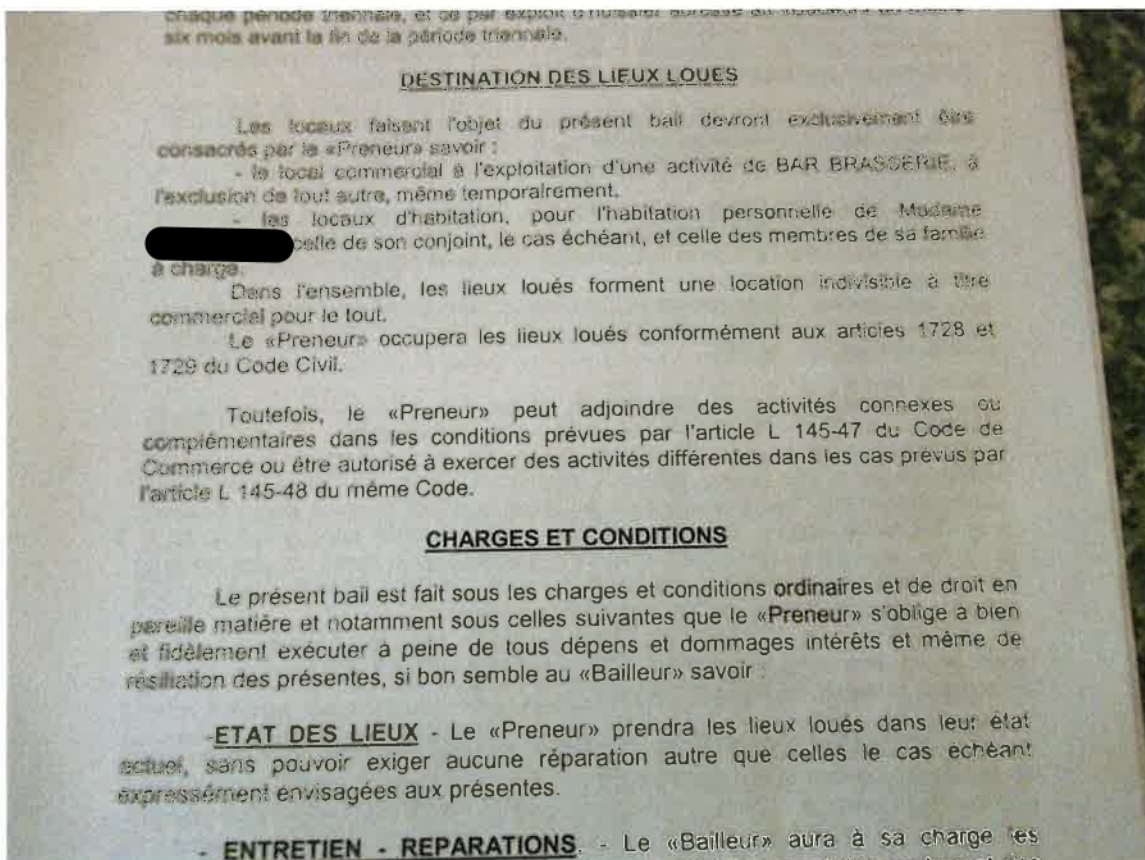 chaque période triennale, et ce par exploit d'huissier adressé au
six mois avant la fin de la période triennale.
DESTINATION DES LIEUX LOUES
Les locaux faisant l'objet du présent bail devront exclusivement être
consacrés par le «Preneur» savoir :
- le local commercial à l'exploitation d'une activité de BAR BRASSERIE, à
l'exclusion de tout autre, même temporairement.
- les locaux d'habitation, pour l'habitation personnelle de Madame
celle de son conjoint, le cas échéant, et celle des membres de sa famille
à charge.
Dans l'ensemble, les lieux loués forment une location indivisible à titre
commercial pour le tout.
Le «Preneur» occupera les lieux loués conformément aux articles 1728 et
1729 du Code Civil.
Toutefois, le «Preneur» peut adjoindre des activités connexes ou
complémentaires dans les conditions prévues par l'article L 145-47 du Code de
Commerce ou être autorisé à exercer des activités différentes dans les cas prévus par
l'article L 145-48 du même Code.
CHARGES ET CONDITIONS
Le présent bail est fait sous les charges et conditions ordinaires et de droit en
pareille matière et notamment sous celles suivantes que le «Preneur» s'oblige a bien
et fidèlement exécuter à peine de tous dépens et dommages intérêts et même de
résiliation des présentes, si bon semble au «Bailleur» savoir :
-ETAT DES LIEUX - Le «Preneur» prendra les lieux loués dans leur état
actuel, sans pouvoir exiger aucune réparation autre que celles le cas échéant
expressément envisagées aux présentes.
- ENTRETIEN - REPARATIONS. - Le «Bailleur» aura à sa charge les